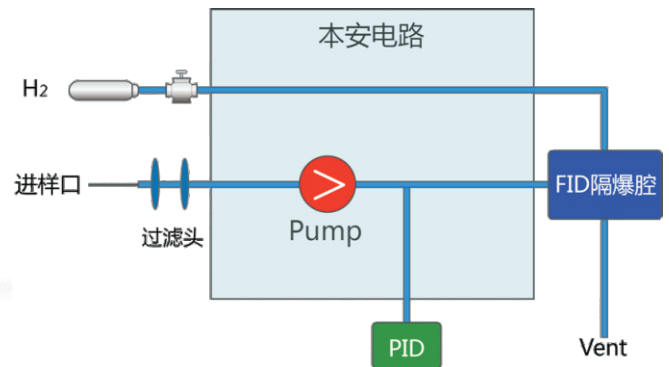 本安电路
H₂
进样口
过滤头
Pump
FID隔爆腔
PID
Vent